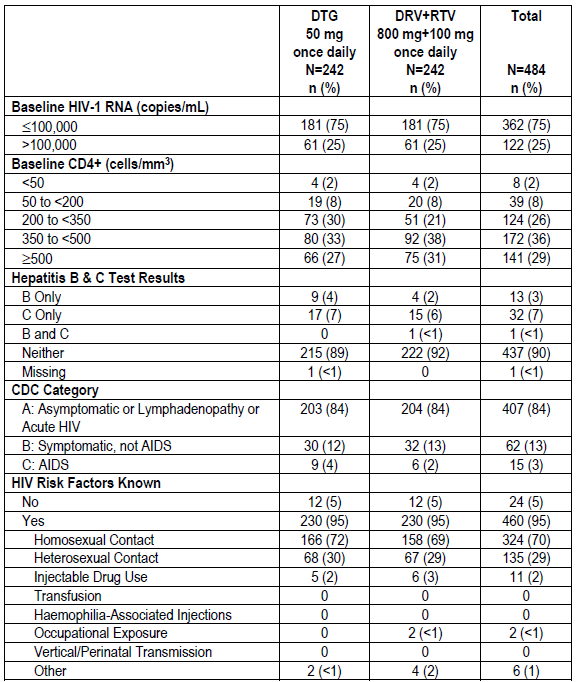 DTG
50 mg
once daily
N=242
n (%)
DRV+RTV
800 mg+100 mg
once daily
N=242
n (%)
Total
N=484
n (%)
Baseline HIV-1 RNA (copies/mL)
≤100,000 181 (75) 181 (75) 362 (75)
>100,000 61 (25) 61 (25) 122 (25)
Baseline CD4+ (cells/mm³)
<50 4 (2) 4 (2) 8 (2)
50 to <200 19 (8) 20 (8) 39 (8)
200 to <350 73 (30) 51 (21) 124 (26)
350 to <500 80 (33) 92 (38) 172 (36)
≥500 66 (27) 75 (31) 141 (29)
Hepatitis B & C Test Results
B Only 9 (4) 4 (2) 13 (3)
C Only 17 (7) 15 (6) 32 (7)
B and C 0 1 (<1) 1 (<1)
Neither 215 (89) 222 (92) 437 (90)
Missing 1 (<1) 0 1 (<1)
CDC Category
A: Asymptomatic or Lymphadenopathy or 203 (84) 204 (84) 407 (84)
Acute HIV
B: Symptomatic, not AIDS 30 (12) 32 (13) 62 (13)
C: AIDS 9 (4) 6 (2) 15 (3)
HIV Risk Factors Known
No 12 (5) 12 (5) 24 (5)
Yes 230 (95) 230 (95) 460 (95)
Homosexual Contact 166 (72) 158 (69) 324 (70)
Heterosexual Contact 68 (30) 67 (29) 135 (29)
Injectable Drug Use 5 (2) 6 (3) 11 (2)
Transfusion 0 0 0
Haemophilia-Associated Injections 0 0 0
Occupational Exposure 0 2 (<1) 2 (<1)
Vertical/Perinatal Transmission 0 0 0
Other 2 (<1) 4 (2) 6 (1)